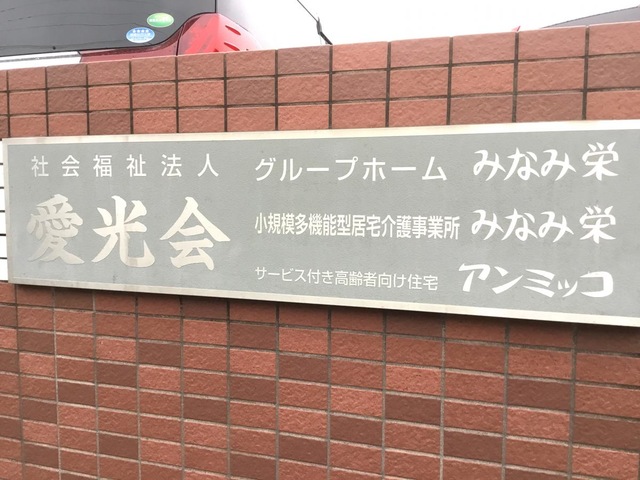 社会福祉法人
愛光会
グループホーム みなみ栄
小規模多機能型居宅介護事業所 みなみ栄
サービス付き高齢者向け住宅 アンミッコ